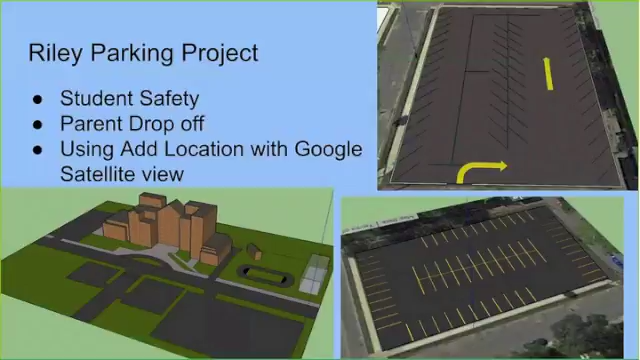 Riley Parking Project
● Student Safety
● Parent Drop off
● Using Add Location with Google
Satellite view